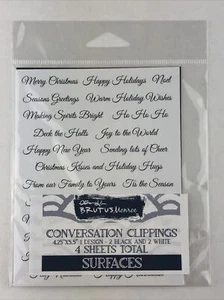 Merry Christmas Happy Holidays Noel
Seasons Greetings Warm Holiday Wishes
Making Spirits Bright Ho Ho Ho
Deck the Halls Joy to the World
Happy New Year Sending lots of Cheer
Christmas Kisses and Holiday Hugs
From our Family to Yours Tis the Season
BRUTUS Monroe
CONVERSATION CLIPPINGS
4.25"X5.5" 1 DESIGN - 2 BLACK AND 2 WHITE
4 SHEETS TOTAL
SURFACES